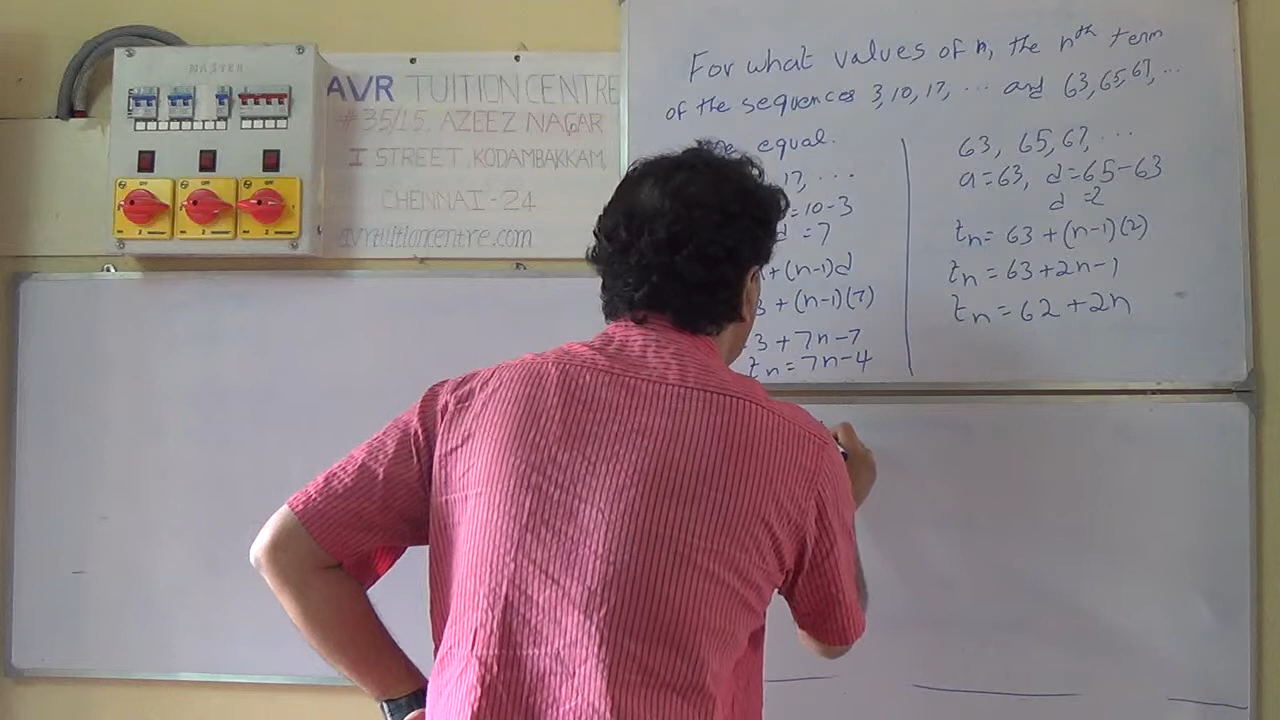 MASTER
AVR TUITION CENTRE
# 35/15, AZEEZ NAGAR
I STREET, KODAMBAKKAM,
CHENNAI - 24
avrtuitioncentre.com
For what values of n, the nth term
of the sequences 3, 10, 17, ... and 63, 65, 67, ...
equal.
17, ...
= 10 - 3
= 7
+ (n-1)d
3 + (n-1)(7)
3 + 7n - 7
tn = 7n - 4
63, 65, 67, ...
a = 63, d = 65 - 63
d = 2
tn = 63 + (n-1)(2)
tn = 63 + 2n - 1
tn = 62 + 2n